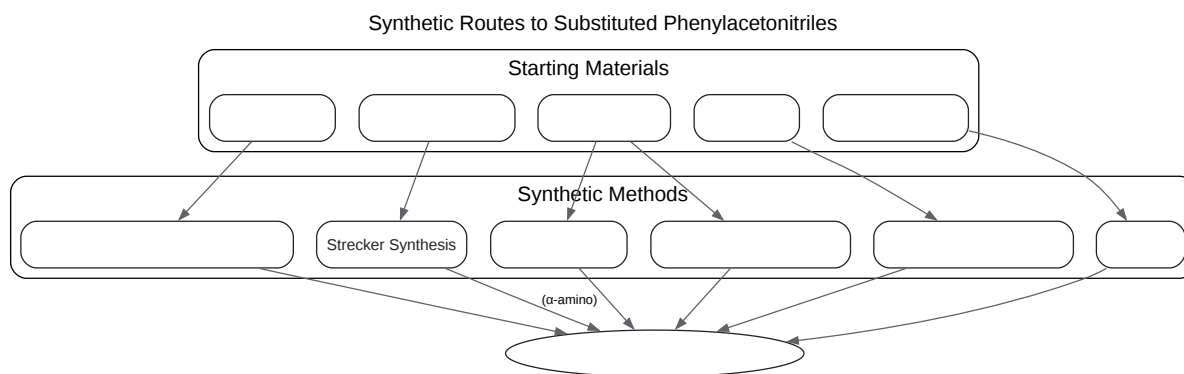 Synthetic Routes to Substituted Phenylacetonitriles
Starting Materials
Synthetic Methods
Strecker Synthesis
(α-amino)